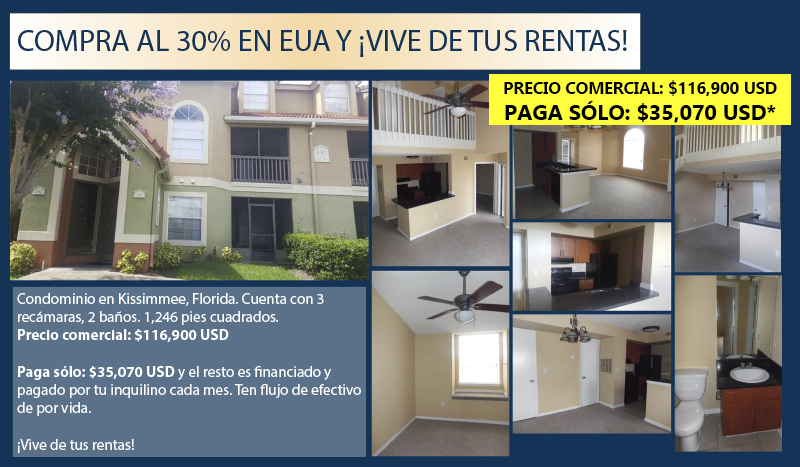 COMPRA AL 30% EN EUA Y ¡VIVE DE TUS RENTAS!
PRECIO COMERCIAL: $116,900 USD
PAGA SÓLO: $35,070 USD*
Condominio en Kissimmee, Florida. Cuenta con 3
recámaras, 2 baños. 1,246 pies cuadrados.
Precio comercial: $116,900 USD
Paga sólo: $35,070 USD y el resto es financiado y
pagado por tu inquilino cada mes. Ten flujo de efectivo
de por vida.
¡Vive de tus rentas!